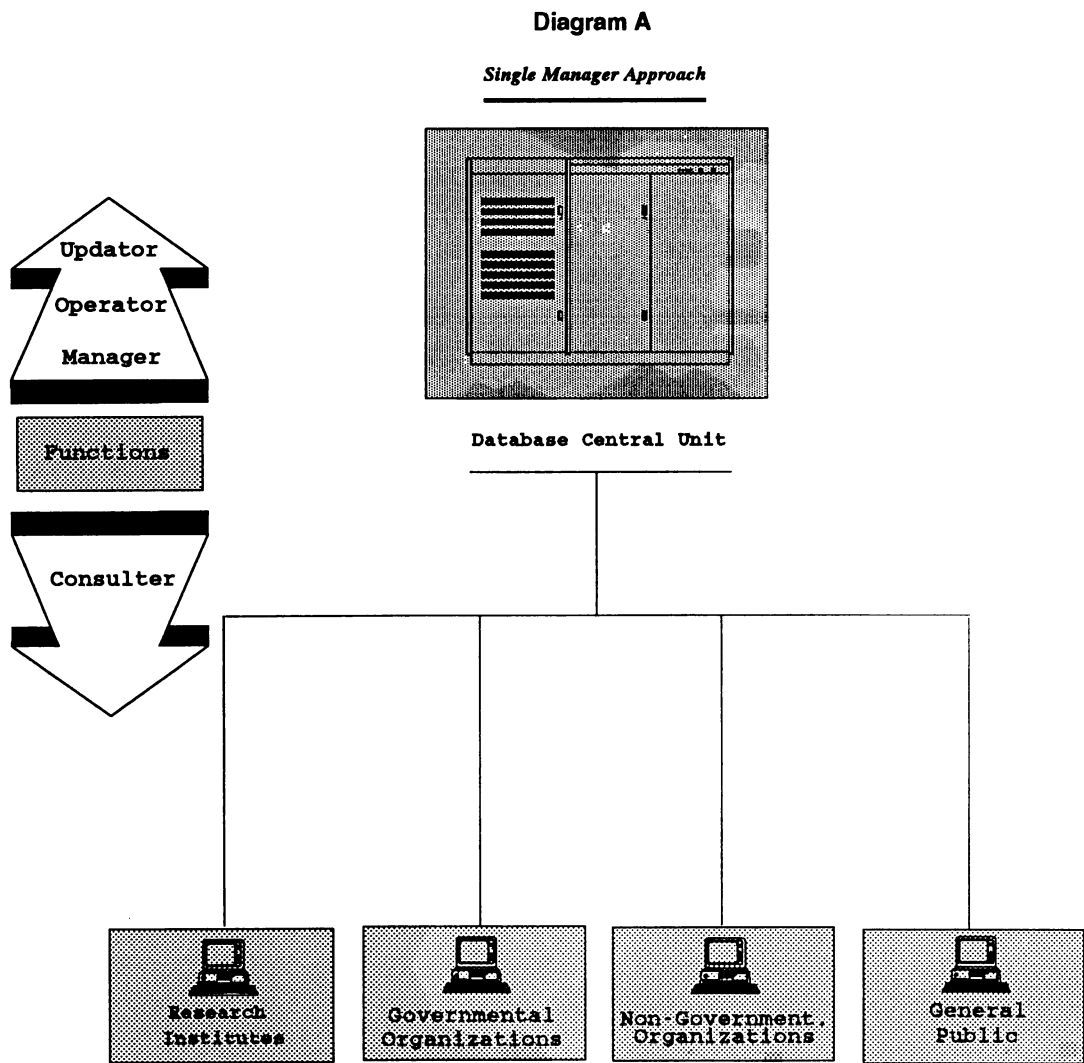 Diagram A
Single Manager Approach
Updator
Operator
Manager
Functions
Consulter
Database Central Unit
Research
Institutes
Governmental
Organizations
Non-Government.
Organizations
General
Public